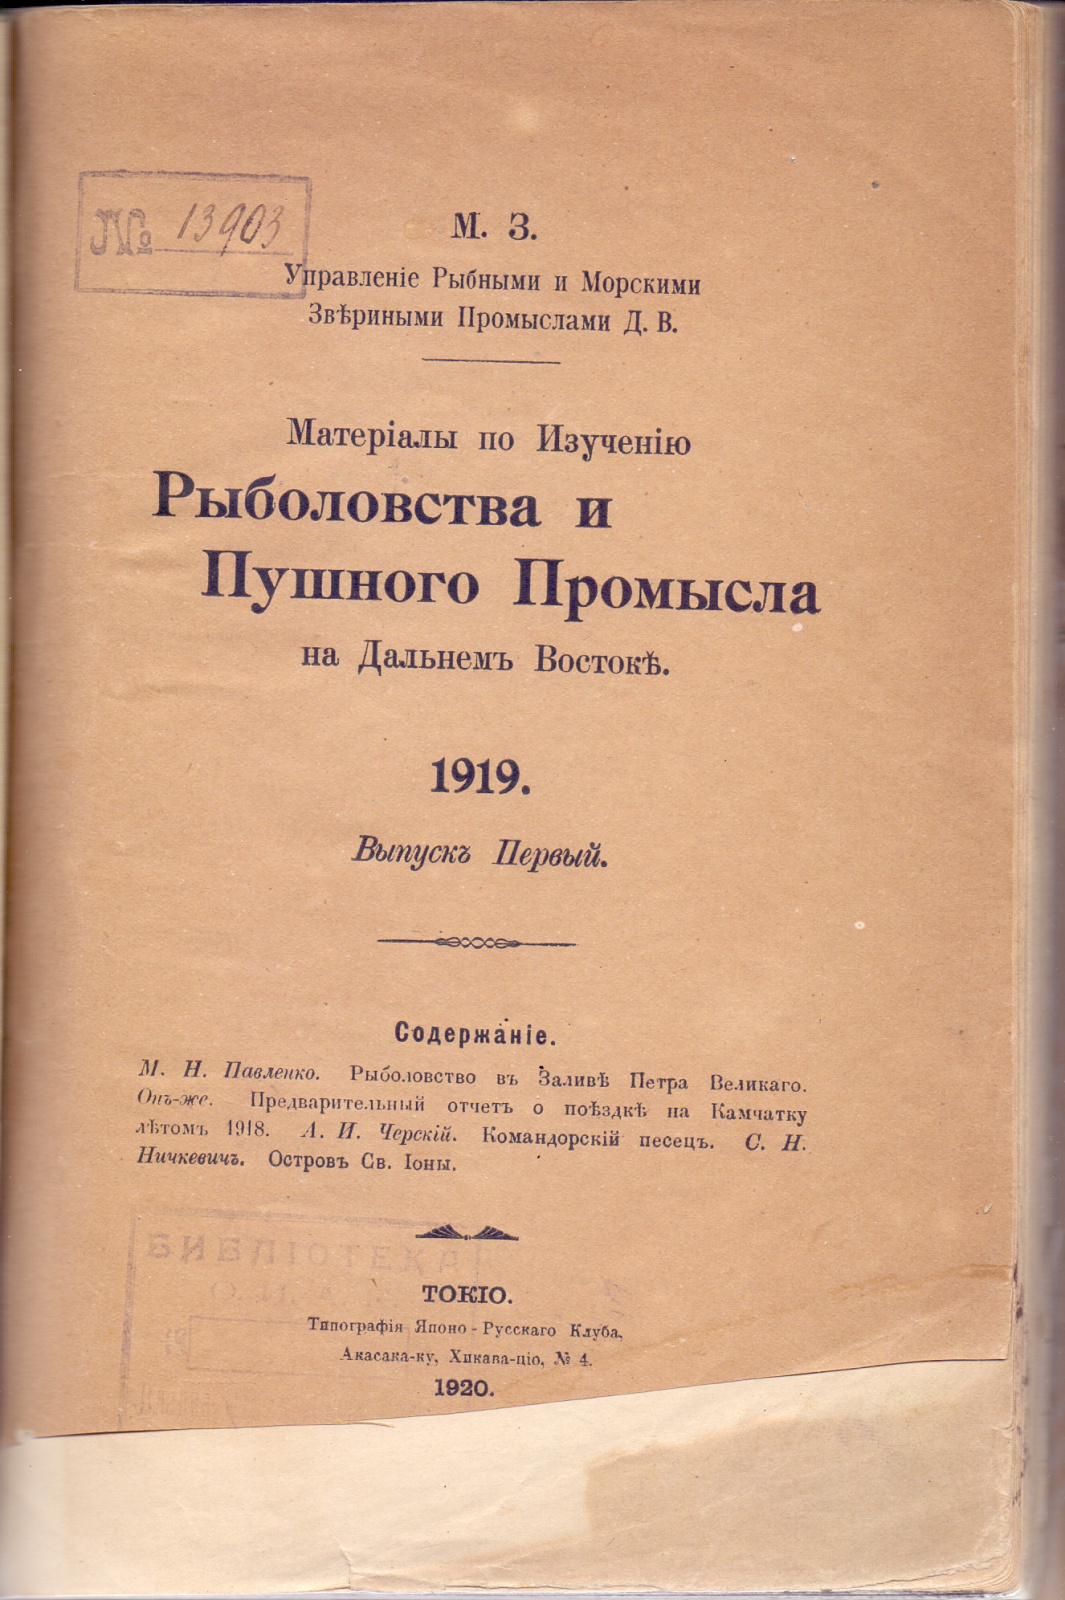 № 13903
М. З.
Управленіе Рыбными и Морскими
Звѣриными Промыслами Д. В.
Матеріалы по Изученію
Рыболовства и
Пушного Промысла
на Дальнемъ Востокѣ.
1919.
Выпускъ Первый.
Содержаніе.
М. Н. Павленко. Рыболовство въ Заливѣ Петра Великаго.
Онъ-же. Предварительный отчетъ о поѣздкѣ на Камчатку
лѣтомъ 1918. А. И. Черскій. Командорскій песецъ. С. Н.
Ничкевичъ. Островъ Св. Іоны.
БИБЛІОТЕКА
ТОКІО.
Типографія Японо-Русскаго Клуба,
Акасака-ку, Хикава-ціо, № 4.
1920.